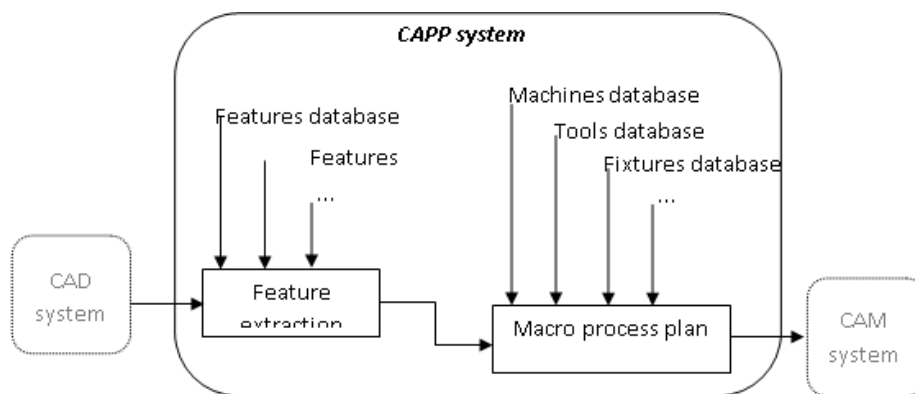 CAPP system
Features database
Features
...
Machines database
Tools database
Fixtures database
...
CAD
system
Feature
extraction
Macro process plan
CAM
system